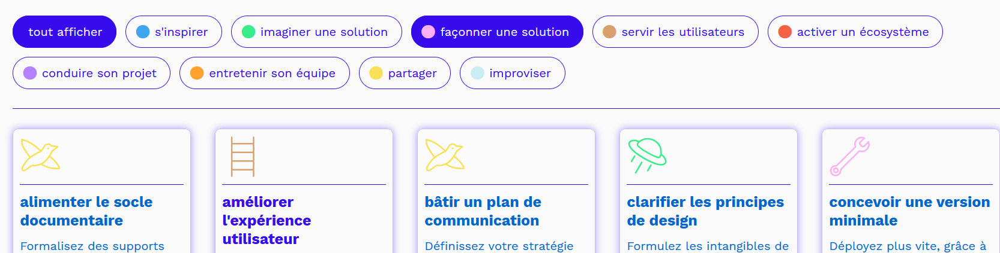 tout afficher
s'inspirer
imaginer une solution
façonner une solution
servir les utilisateurs
activer un écosystème
conduire son projet
entretenir son équipe
partager
improviser
alimenter le socle
documentaire
Formalisez des supports
améliorer
l'expérience
utilisateur
bâtir un plan de
communication
Définissez votre stratégie
clarifier les principes
de design
Formulez les intangibles de
concevoir une version
minimale
Déployez plus vite, grâce à